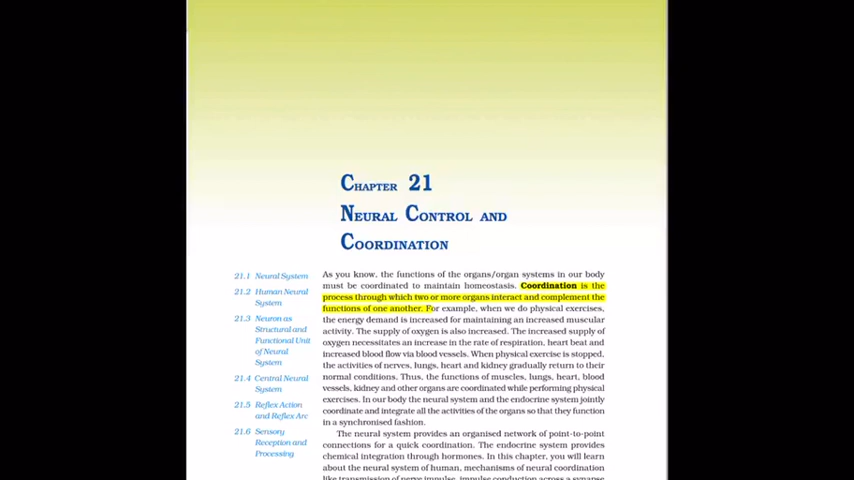 CHAPTER 21
NEURAL CONTROL AND
COORDINATION
21.1 Neural System
21.2 Human Neural
System
21.3 Neuron as
Structural and
Functional Unit
of Neural
System
21.4 Central Neural
System
21.5 Reflex Action
and Reflex Arc
21.6 Sensory
Reception and
Processing
As you know, the functions of the organs/organ systems in our body
must be coordinated to maintain homeostasis. Coordination is the
process through which two or more organs interact and complement the
functions of one another. For example, when we do physical exercises,
the energy demand is increased for maintaining an increased muscular
activity. The supply of oxygen is also increased. The increased supply of
oxygen necessitates an increase in the rate of respiration, heart beat and
increased blood flow via blood vessels. When physical exercise is stopped,
the activities of nerves, lungs, heart and kidney gradually return to their
normal conditions. Thus, the functions of muscles, lungs, heart, blood
vessels, kidney and other organs are coordinated while performing physical
exercises. In our body the neural system and the endocrine system jointly
coordinate and integrate all the activities of the organs so that they function
in a synchronised fashion.
The neural system provides an organised network of point-to-point
connections for a quick coordination. The endocrine system provides
chemical integration through hormones. In this chapter, you will learn
about the neural system of human, mechanisms of neural coordination
like transmission of nerve impulse, impulse conduction across a synapse